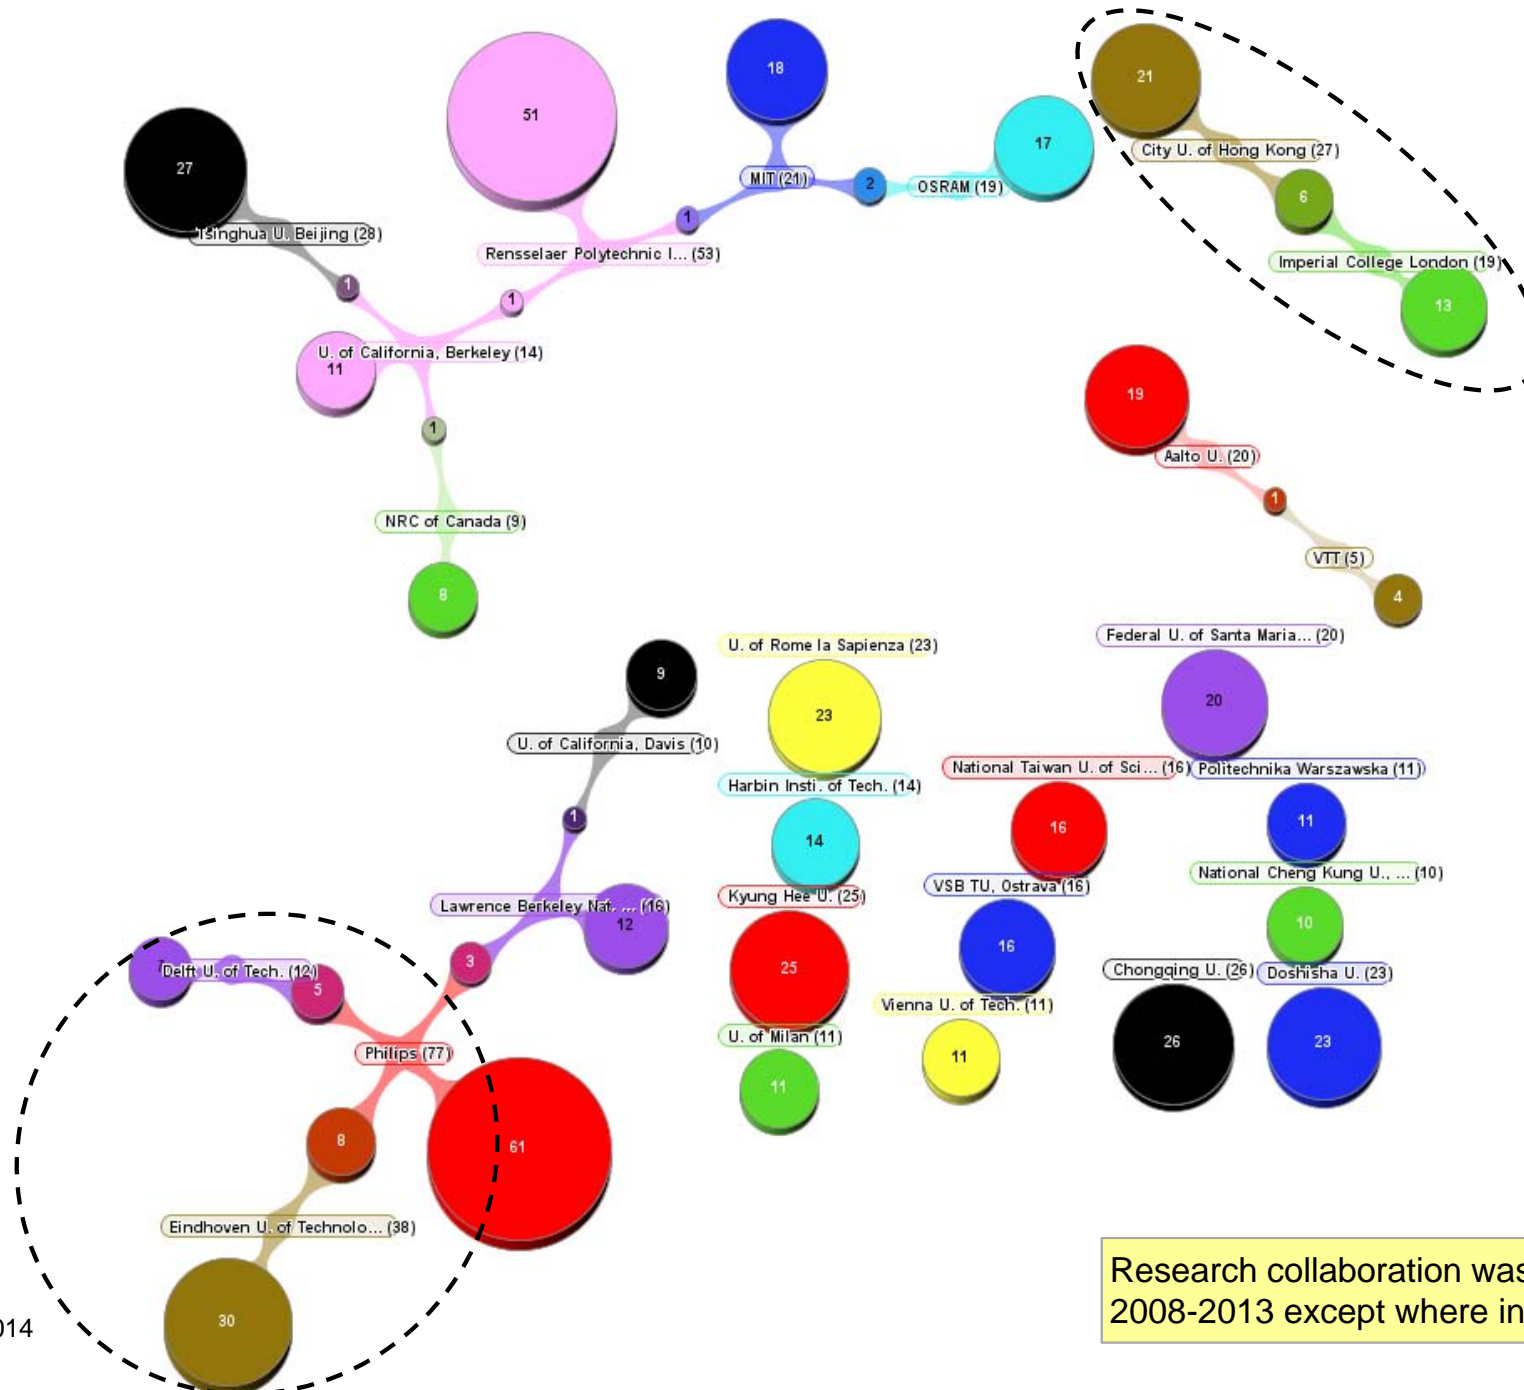 18
21
51
17
27
City U. of Hong Kong (27)
MIT (21)
2
OSRAM (19)
6
1
Tsinghua U. Beijing (28)
Rensselaer Polytechnic I... (53)
Imperial College London (19)
1
1
13
U. of California, Berkeley (14)
11
19
1
Aalto U. (20)
1
NRC of Canada (9)
VTT (5)
8
4
Federal U. of Santa Maria... (20)
U. of Rome la Sapienza (23)
9
20
23
U. of California, Davis (10)
National Taiwan U. of Sci... (16)
Politechnika Warszawska (11)
Harbin Insti. of Tech. (14)
1
11
16
14
National Cheng Kung U., ... (10)
VSB TU, Ostrava (16)
Kyung Hee U. (25)
Lawrence Berkeley Nat. ... (16)
12
10
16
3
7
Delft U. of Tech. (12)
25
Chongqing U. (26)
Doshisha U. (23)
5
Vienna U. of Tech. (11)
U. of Milan (11)
26
23
Philips (77)
11
11
8
61
Eindhoven U. of Technolo... (38)
Research collaboration was
2008-2013 except where in
30
014